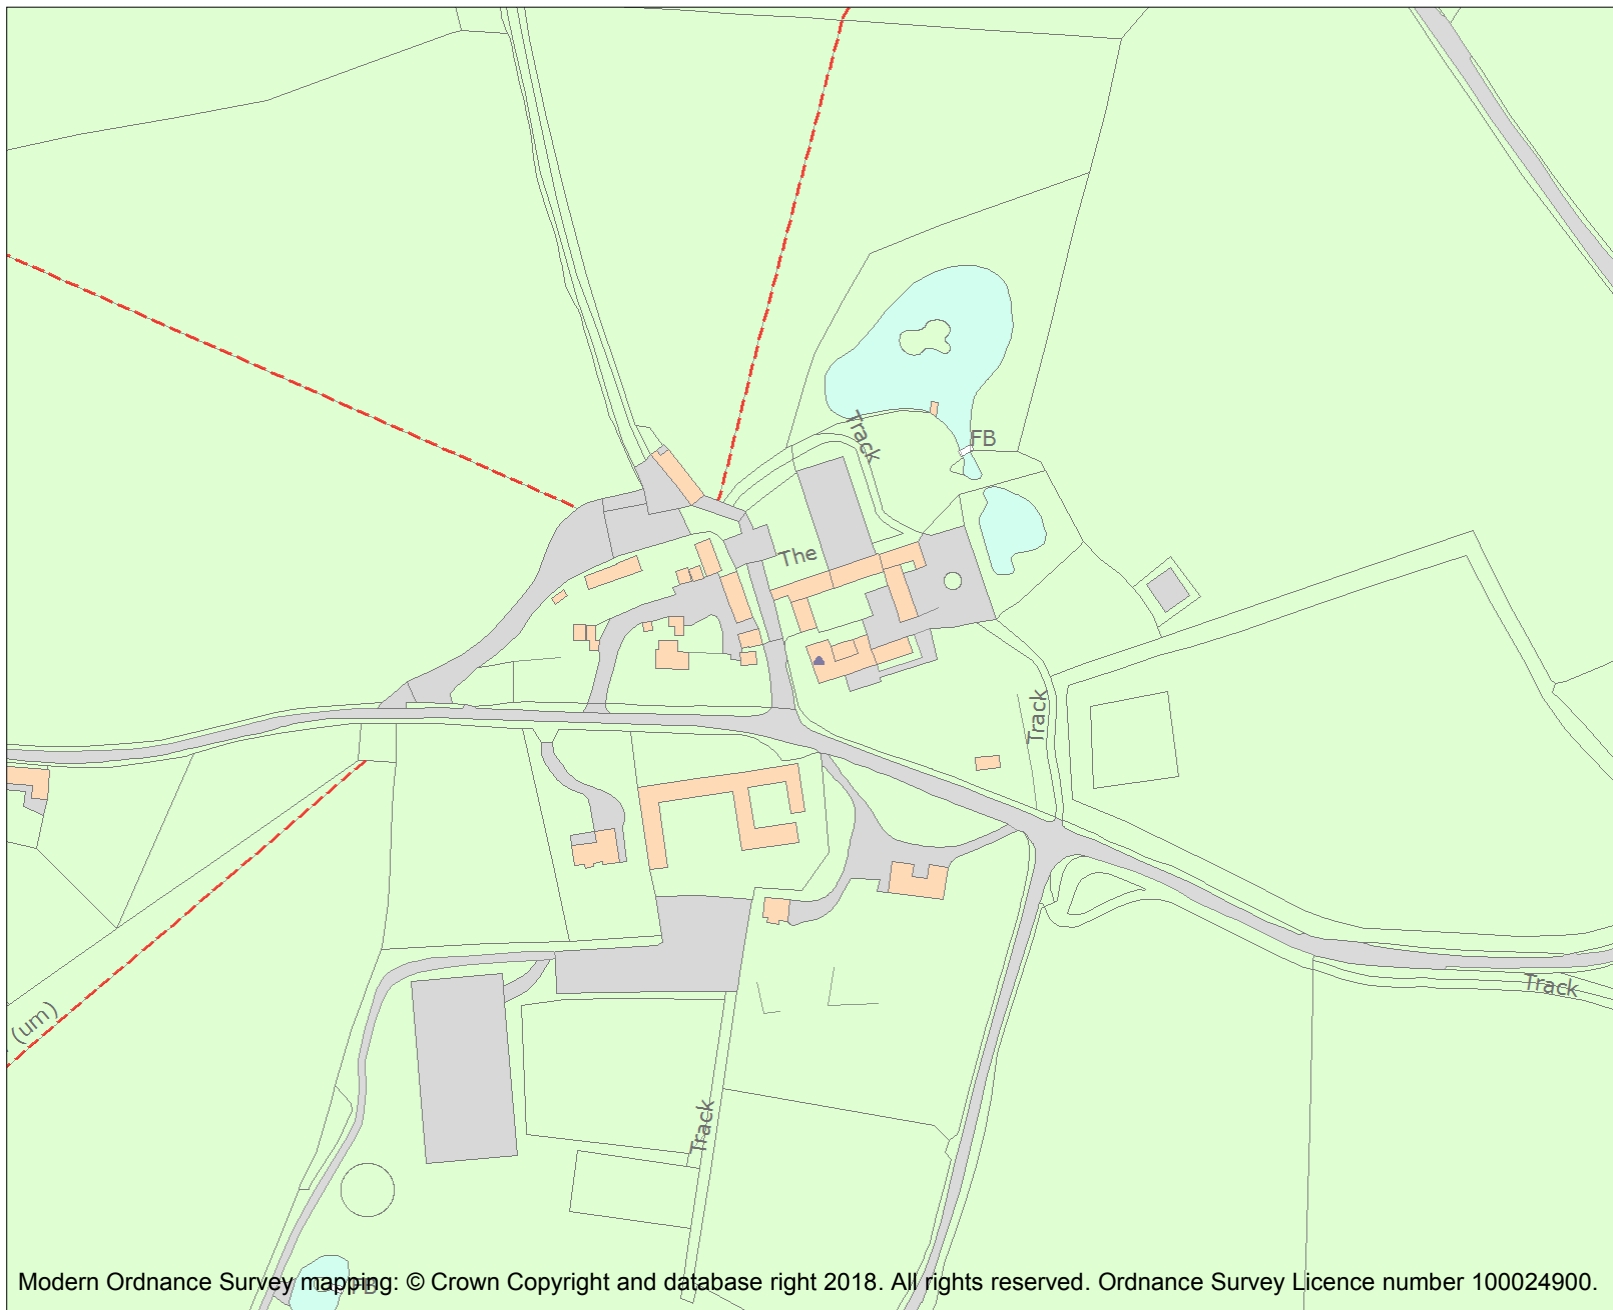 Track
FB
The
Track
Track
(um)
Track
FB
Modern Ordnance Survey mapping: © Crown Copyright and database right 2018. All rights reserved. Ordnance Survey Licence number 100024900.